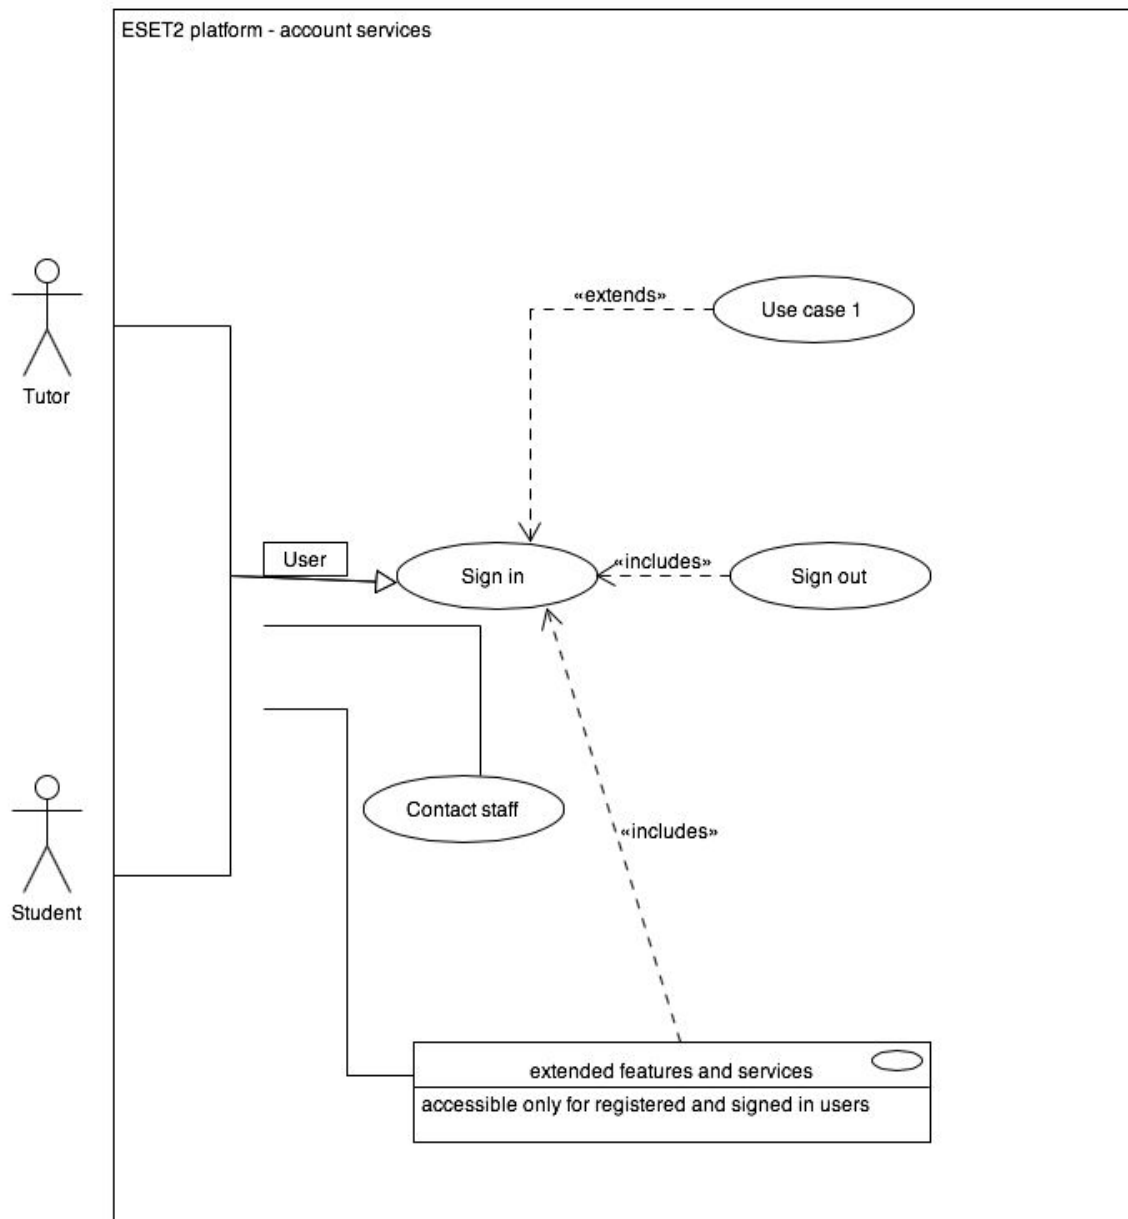 ESET2 platform - account services
«extends»
Use case 1
Tutor
User
Sign in
«includes»
Sign out
Contact staff
«includes»
Student
extended features and services
accessible only for registered and signed in users